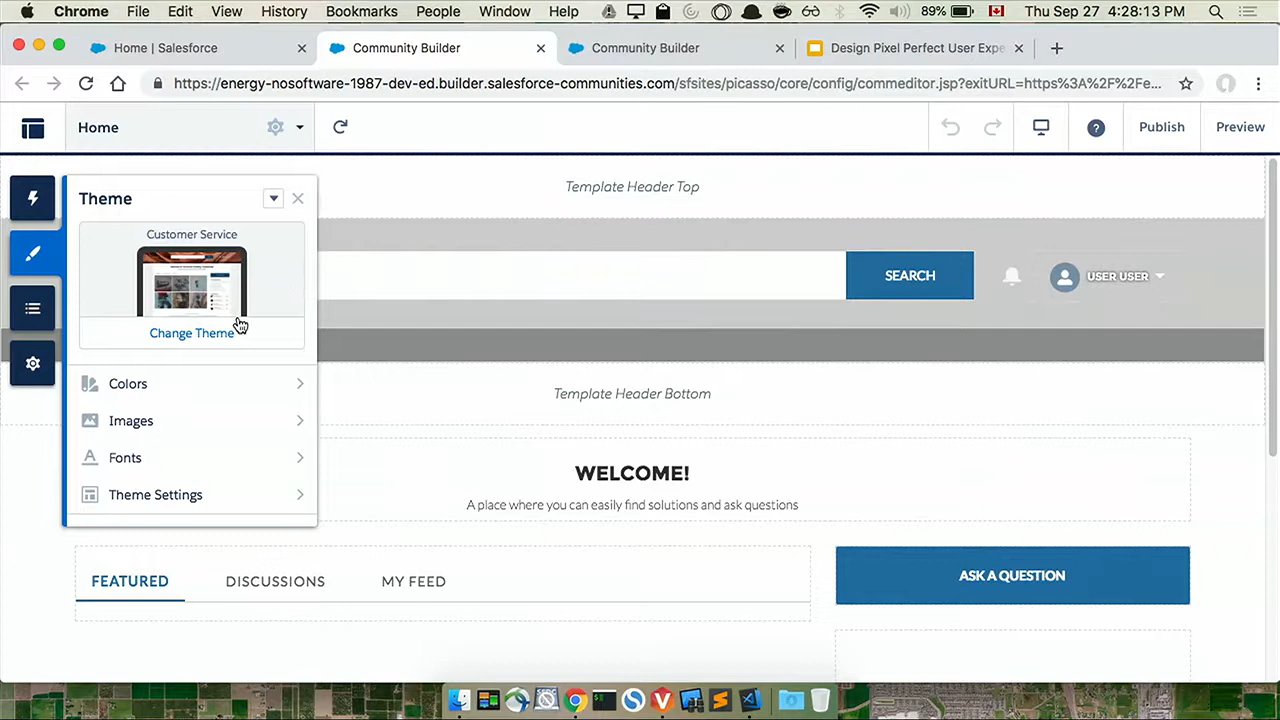 Chrome File Edit View History Bookmarks People Window Help 89% Thu Sep 27 4:28:13 PM
Home | Salesforce
Community Builder
Community Builder
Design Pixel Perfect User Expe
https://energy-nosoftware-1987-dev-ed.builder.salesforce-communities.com/sfsites/picasso/core/config/commeditor.jsp?exitURL=https%3A%2F%2Fe...
Home
Publish
Preview
Template Header Top
Theme
Customer Service
Change Theme
Colors
Images
Fonts
Theme Settings
SEARCH
USER USER
Template Header Bottom
WELCOME!
A place where you can easily find solutions and ask questions
FEATURED DISCUSSIONS MY FEED
ASK A QUESTION